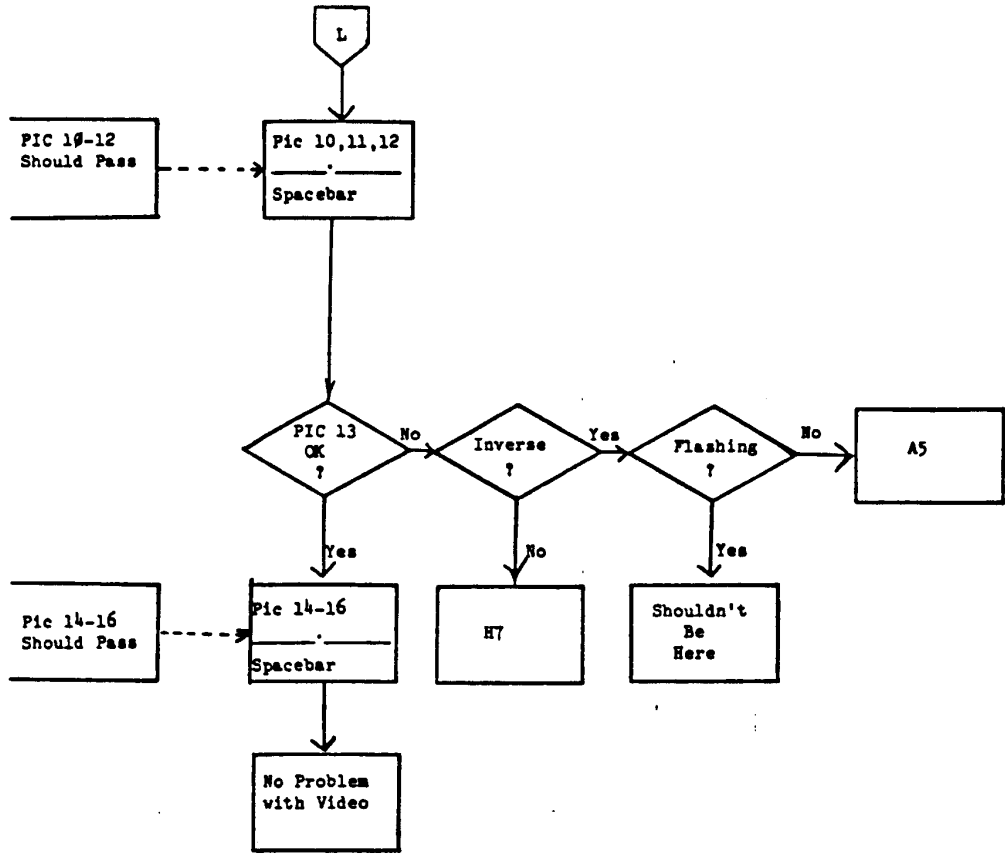 L
PIC 10-12
Should Pass
Pic 10,11,12
Spacebar
PIC 13
OK
?
No
Inverse
?
Yes
Flashing
?
No
A5
Yes
No
Yes
Pic 14-16
Should Pass
Pic 14-16
Spacebar
H7
Shouldn't
Be
Here
No Problem
with Video